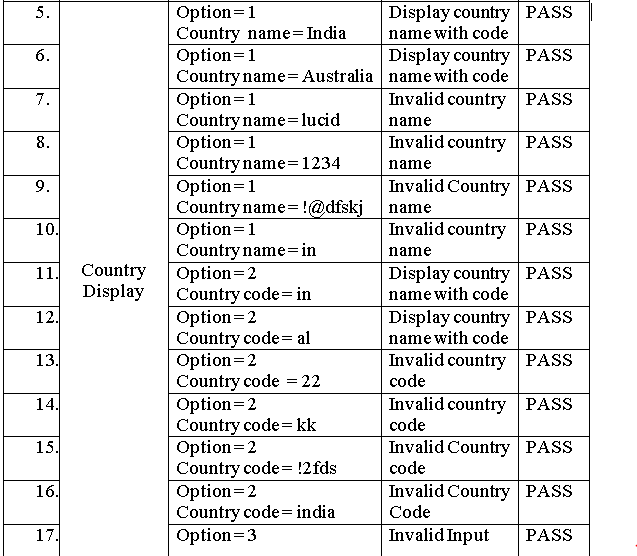 5. Option=1 Display country PASS
Country name=India name with code
6. Option=1 Display country PASS
Country name=Australia name with code
7. Option=1 Invalid country PASS
Country name=lucid name
8. Option=1 Invalid country PASS
Country name=1234 name
9. Option=1 Invalid Country PASS
Country name=!@dfskj name
10. Option=1 Invalid country PASS
Country name=in name
Country Display
11. Option=2 Display country PASS
Country code=in name with code
12. Option=2 Display country PASS
Country code=al name with code
13. Option=2 Invalid country PASS
Country code =22 code
14. Option=2 Invalid country PASS
Country code=kk code
15. Option=2 Invalid Country PASS
Country code=!2fds code
16. Option=2 Invalid Country PASS
Country code=india Code
17. Option=3 Invalid Input PASS